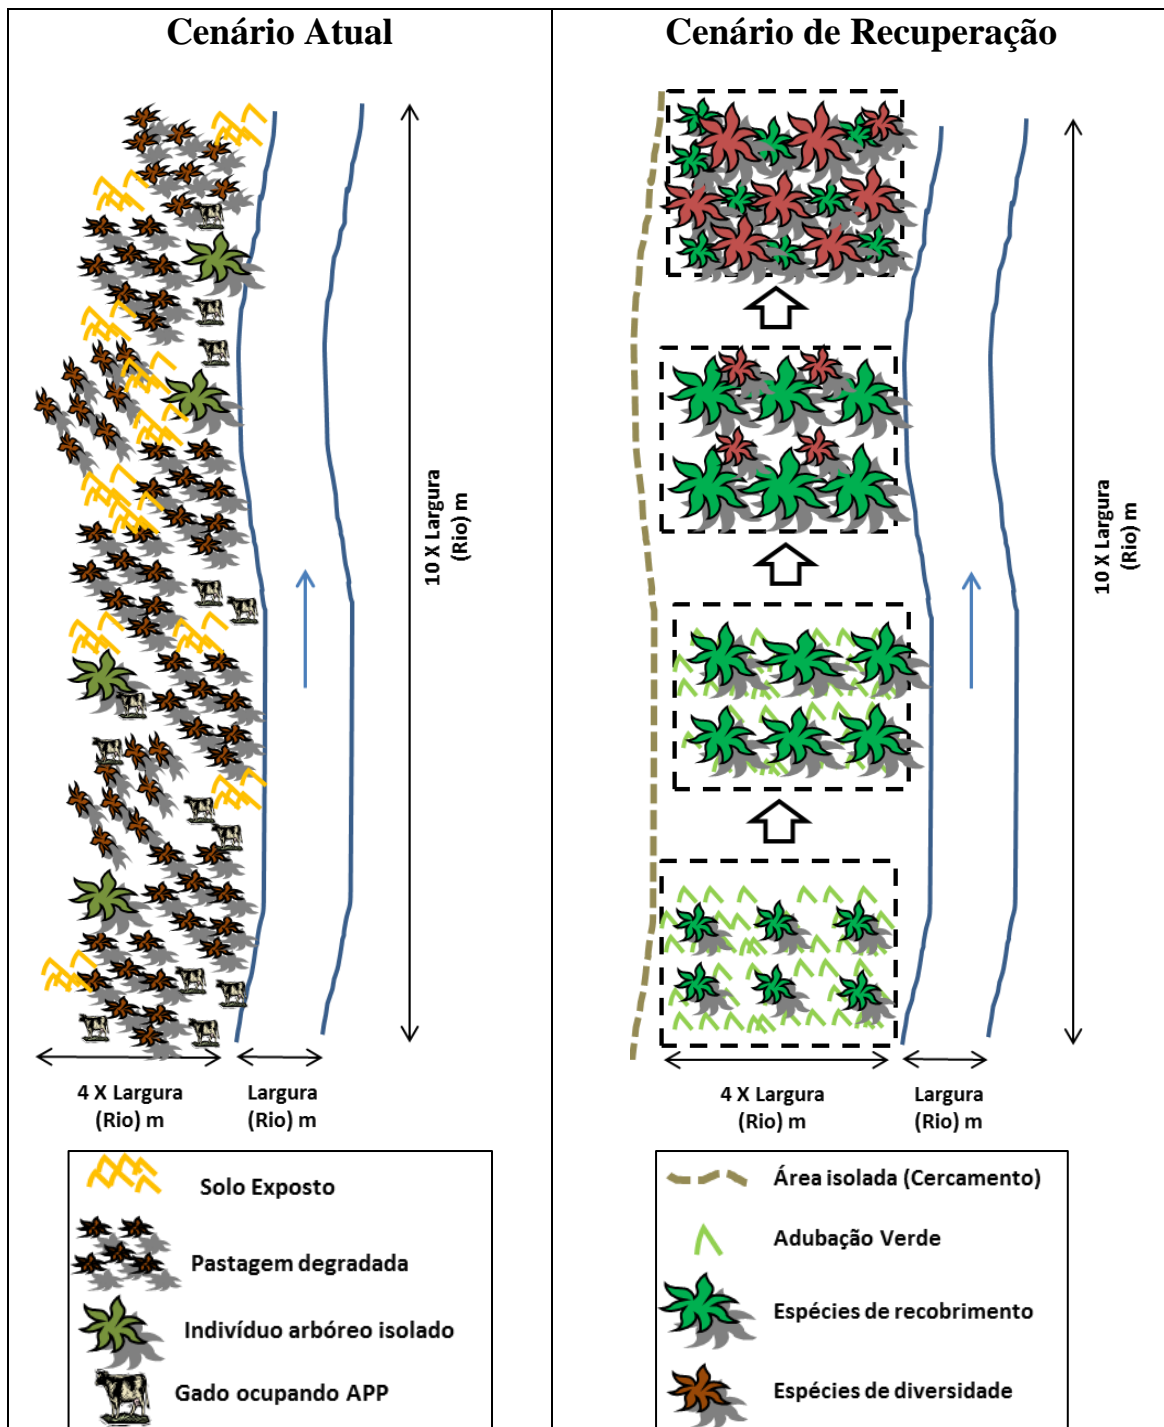 Cenário Atual
10 X Largura
(Rio) m
4 X Largura
(Rio) m
Largura
(Rio) m
Solo Exposto
Pastagem degradada
Indivíduo arbóreo isolado
Gado ocupando APP
Cenário de Recuperação
10 X Largura
(Rio) m
4 X Largura
(Rio) m
Largura
(Rio) m
Área isolada (Cercamento)
Adubação Verde
Espécies de recobrimento
Espécies de diversidade